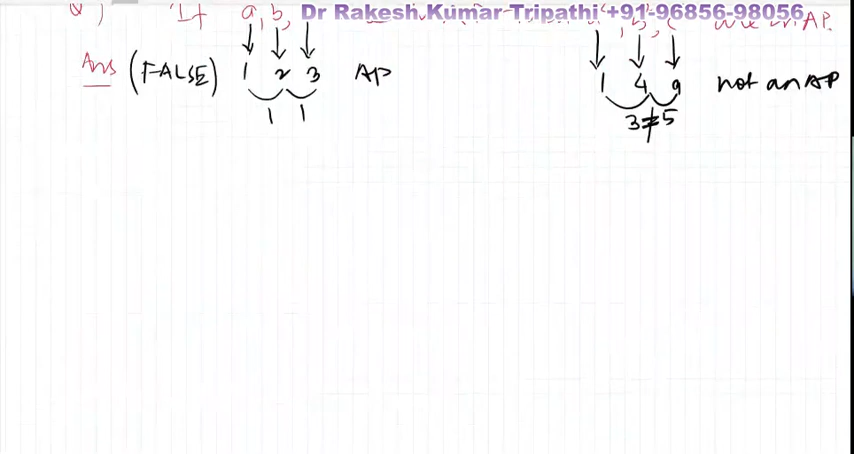 Q) If a, b, Dr Rakesh Kumar Tripathi +91-96856-98056 are in AP.
Ans (FALSE) 1 2 3 AP 1 4 9 not an AP
1 1 3≠5